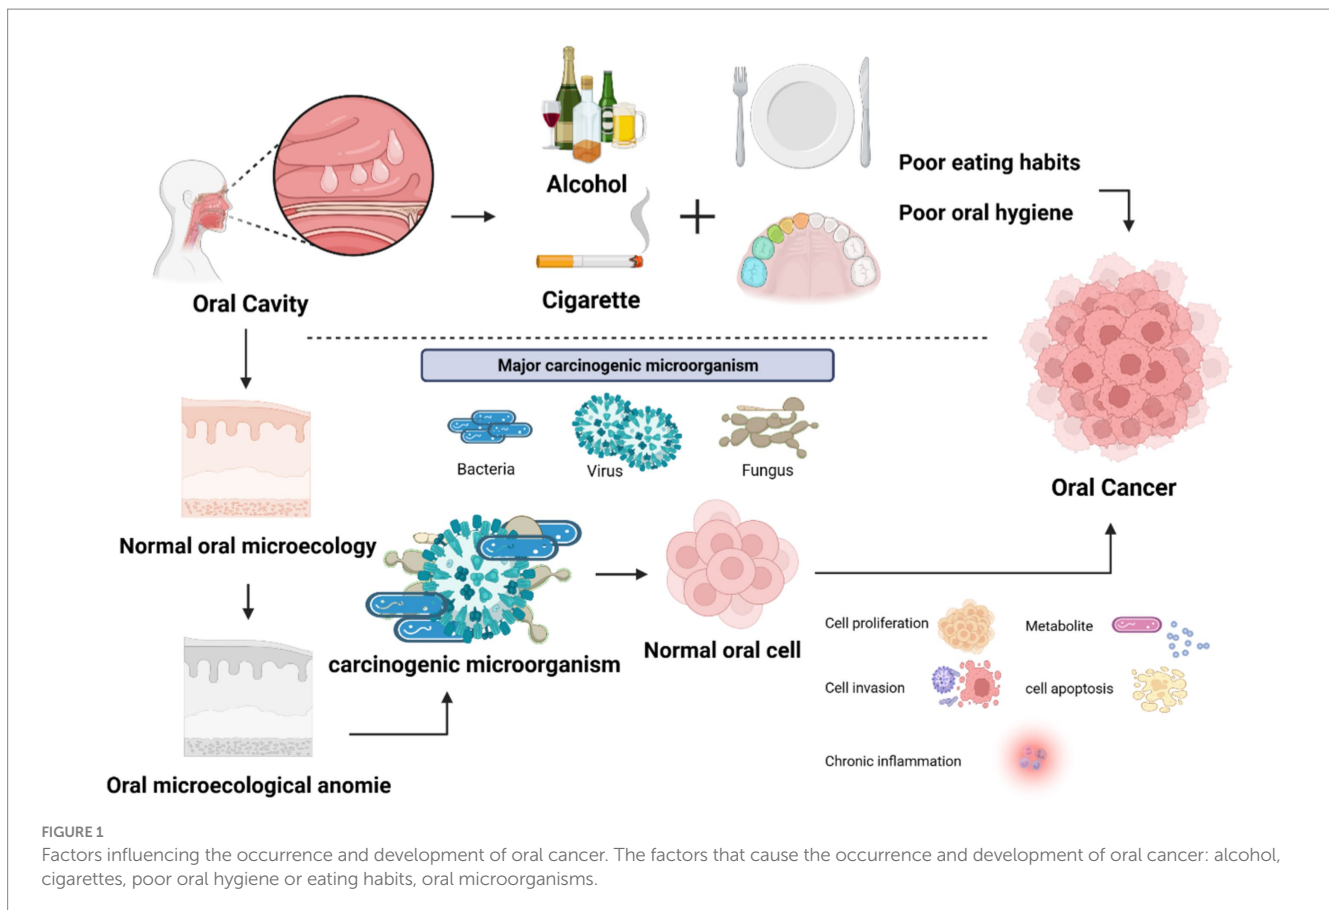 Alcohol
Cigarette
Poor eating habits
Poor oral hygiene
Oral Cavity
Major carcinogenic microorganism
Bacteria
Virus
Fungus
Oral Cancer
Normal oral microecology
carcinogenic microorganism
Normal oral cell
Cell proliferation
Metabolite
Cell invasion
cell apoptosis
Chronic inflammation
Oral microecological anomie
FIGURE 1
Factors influencing the occurrence and development of oral cancer. The factors that cause the occurrence and development of oral cancer: alcohol,
cigarettes, poor oral hygiene or eating habits, oral microorganisms.